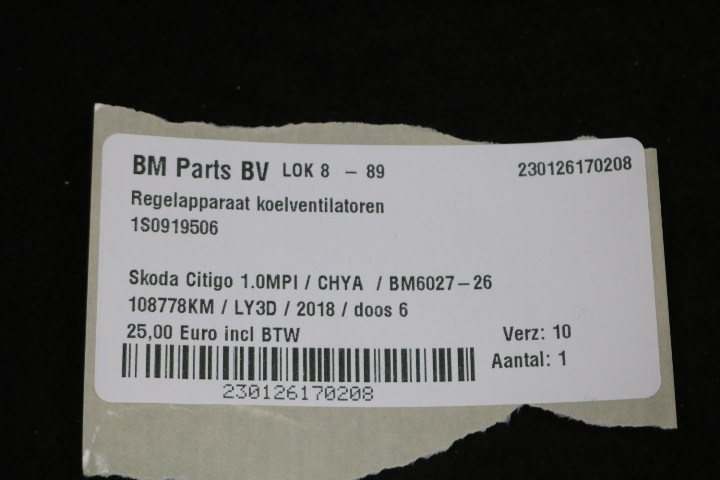 BM Parts BV LOK 8 - 89 230126170208
Regelapparaat koelventilatoren
1S0919506
Skoda Citigo 1.0MPI / CHYA / BM6027-26
108778KM / LY3D / 2018 / doos 6
25,00 Euro incl BTW Verz: 10
Aantal: 1
230126170208